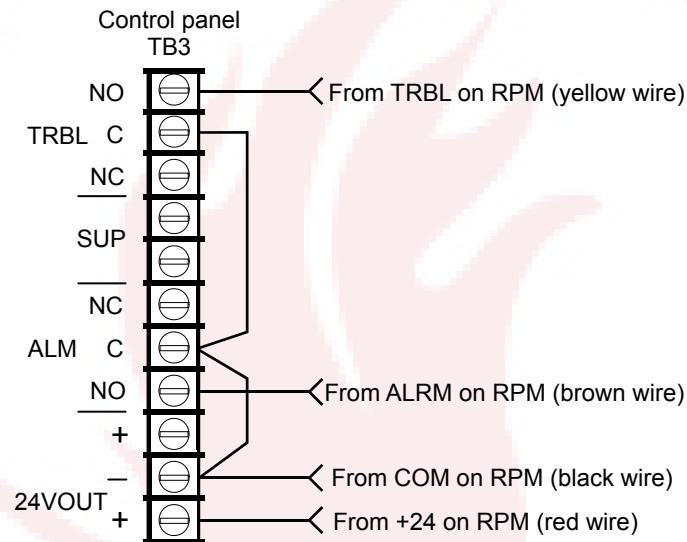 Control panel
TB3
NO
From TRBL on RPM (yellow wire)
TRBL C
NC
SUP
NC
ALM C
NO
From ALRM on RPM (brown wire)
+
–
From COM on RPM (black wire)
24VOUT
+
From +24 on RPM (red wire)